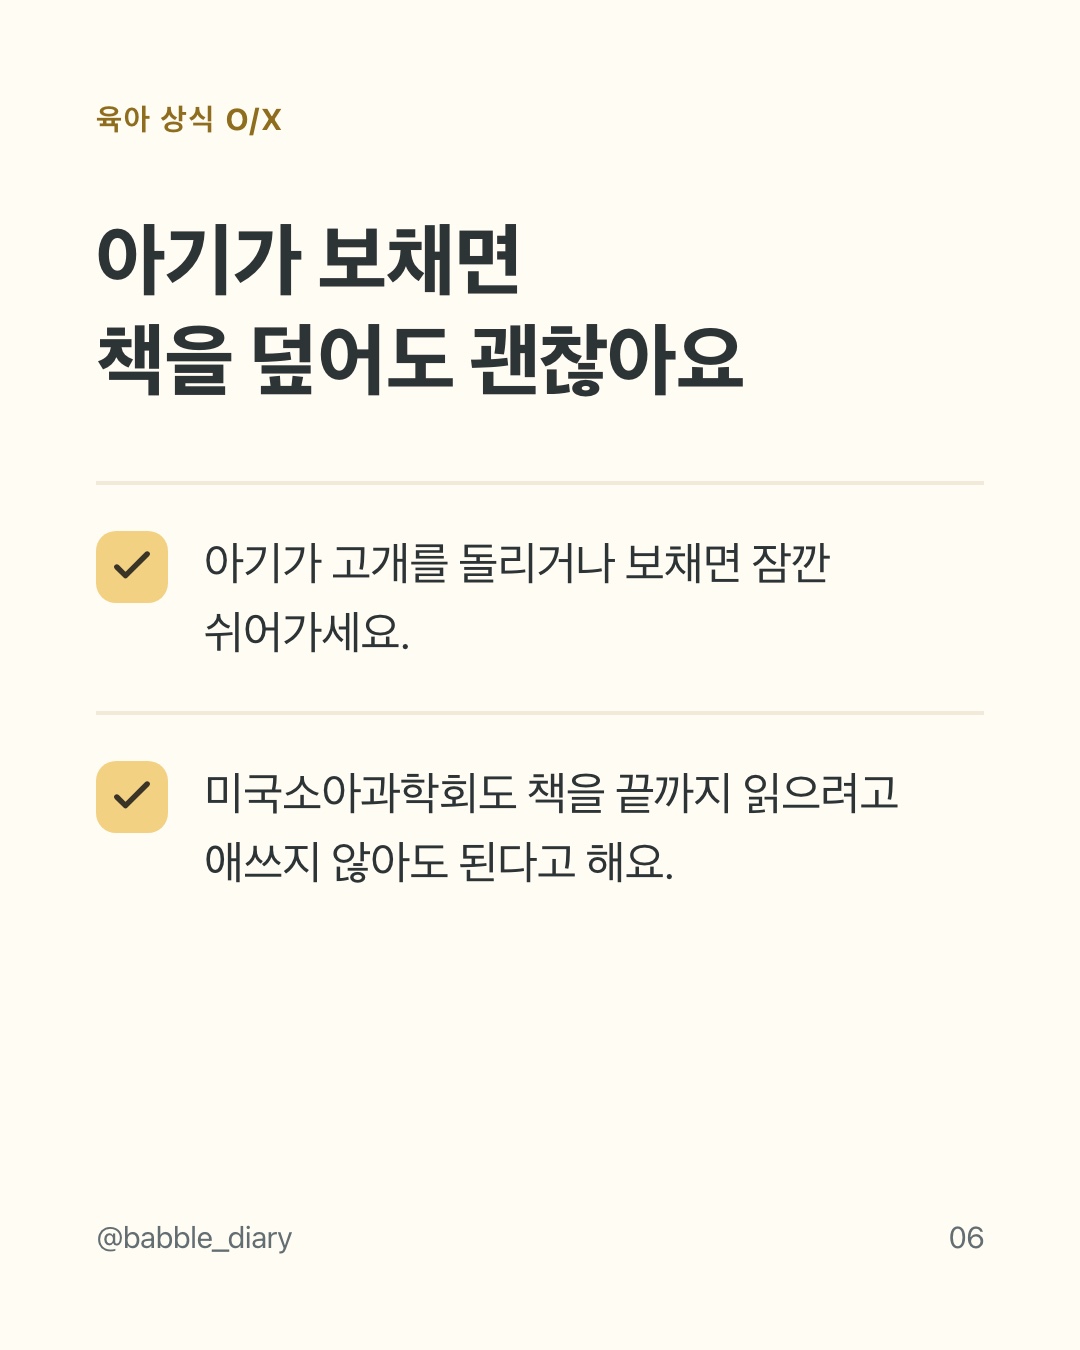 육아 상식 O/X
아기가 보채면
책을 덮어도 괜찮아요
아기가 고개를 돌리거나 보채면 잠깐
쉬어가세요.
미국소아과학회도 책을 끝까지 읽으려고
애쓰지 않아도 된다고 해요.
@babble_diary
06